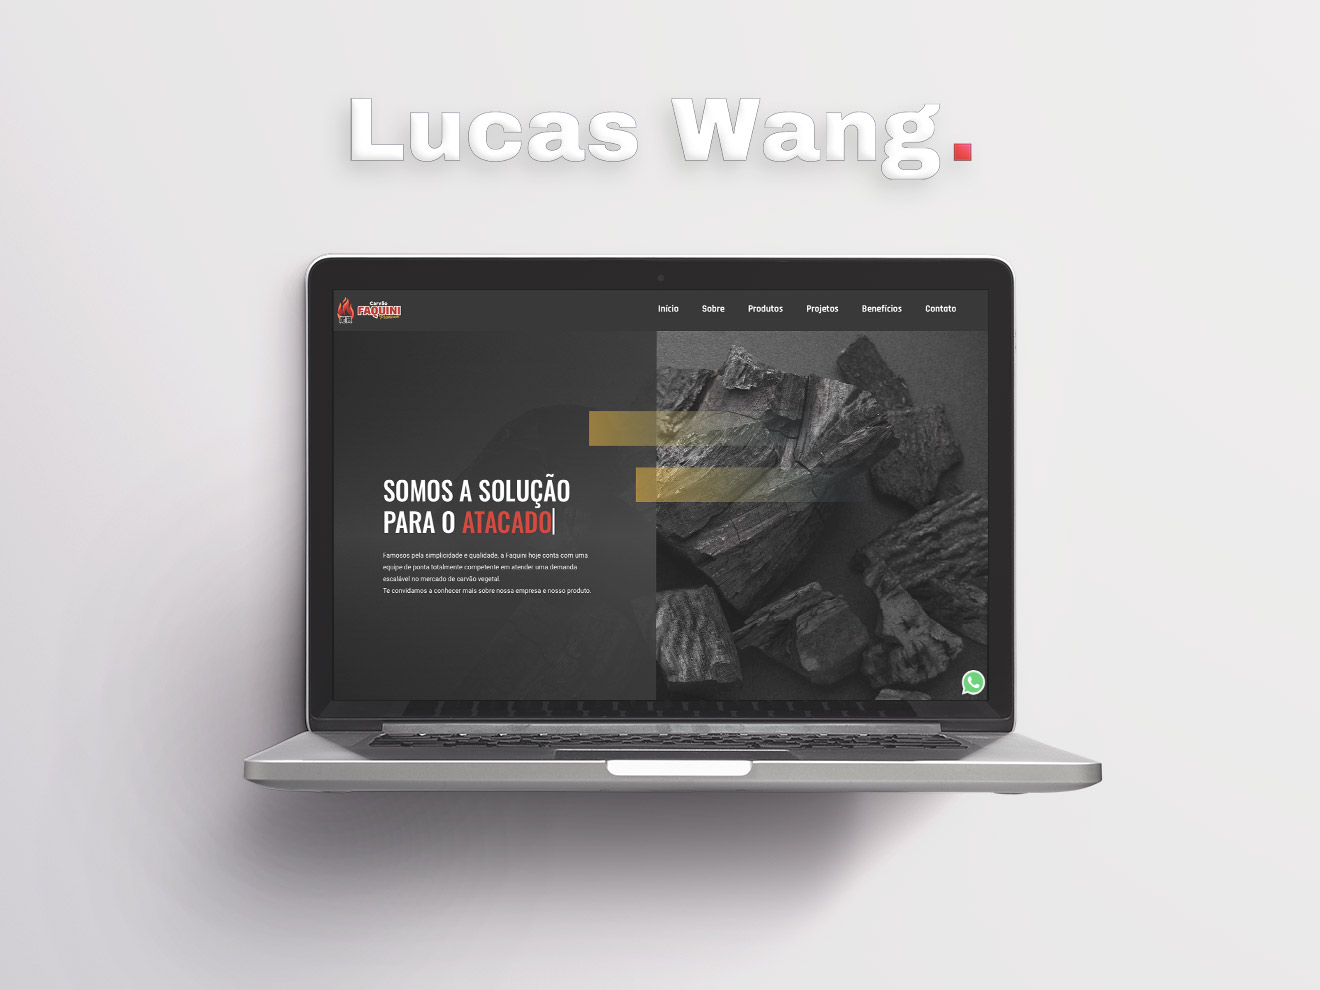 Lucas Wang.
Carvão
FAQUINI
Premium
Início Sobre Produtos Projetos Benefícios Contato
SOMOS A SOLUÇÃO
PARA O ATACADO
Famosos pela simplicidade e qualidade, a Faquini hoje conta com uma
equipe de ponta totalmente competente em atender uma demanda
escalável no mercado de carvão vegetal.
Te convidamos a conhecer mais sobre nossa empresa e nosso produto.